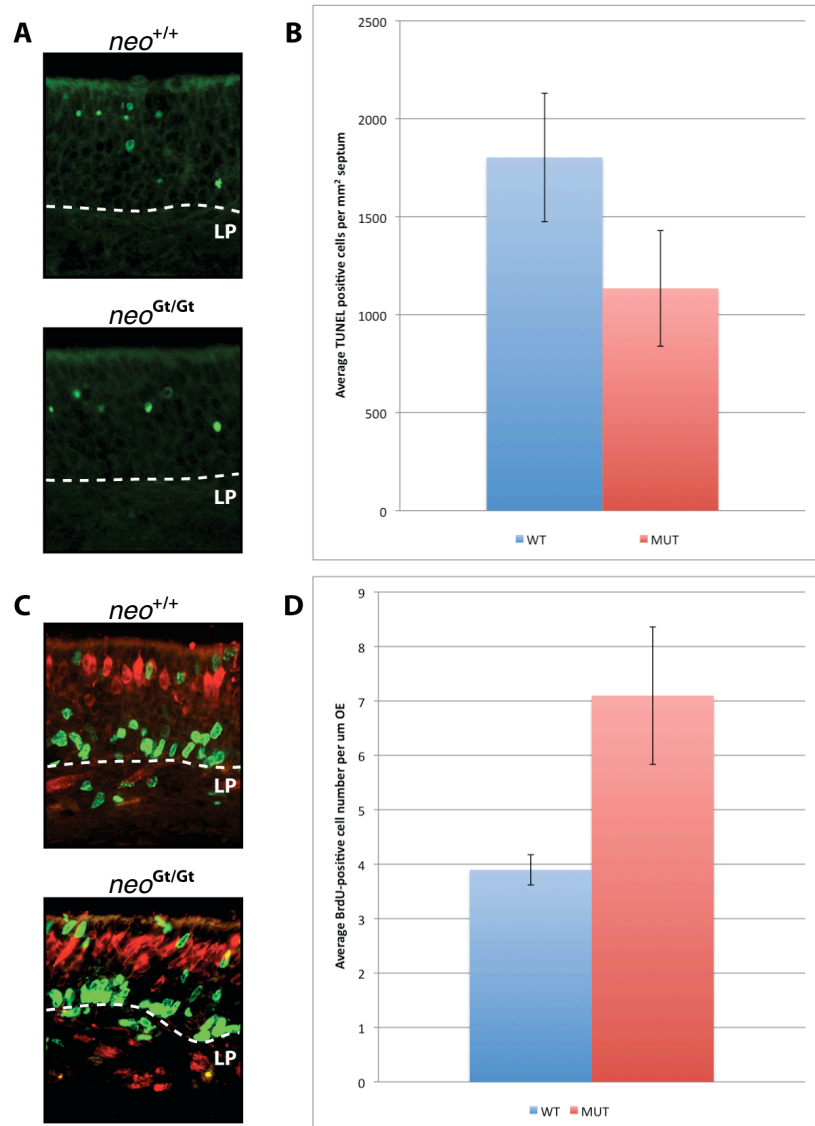 A
neo+/+
LP
neoGt/Gt
LP
B
Average TUNEL positive cells per mm² septum
2500
2000
1500
1000
500
0
WT MUT
C
neo+/+
LP
neoGt/Gt
LP
D
Average BrdU-positive cell number per um OE
9
8
7
6
5
4
3
2
1
0
WT MUT